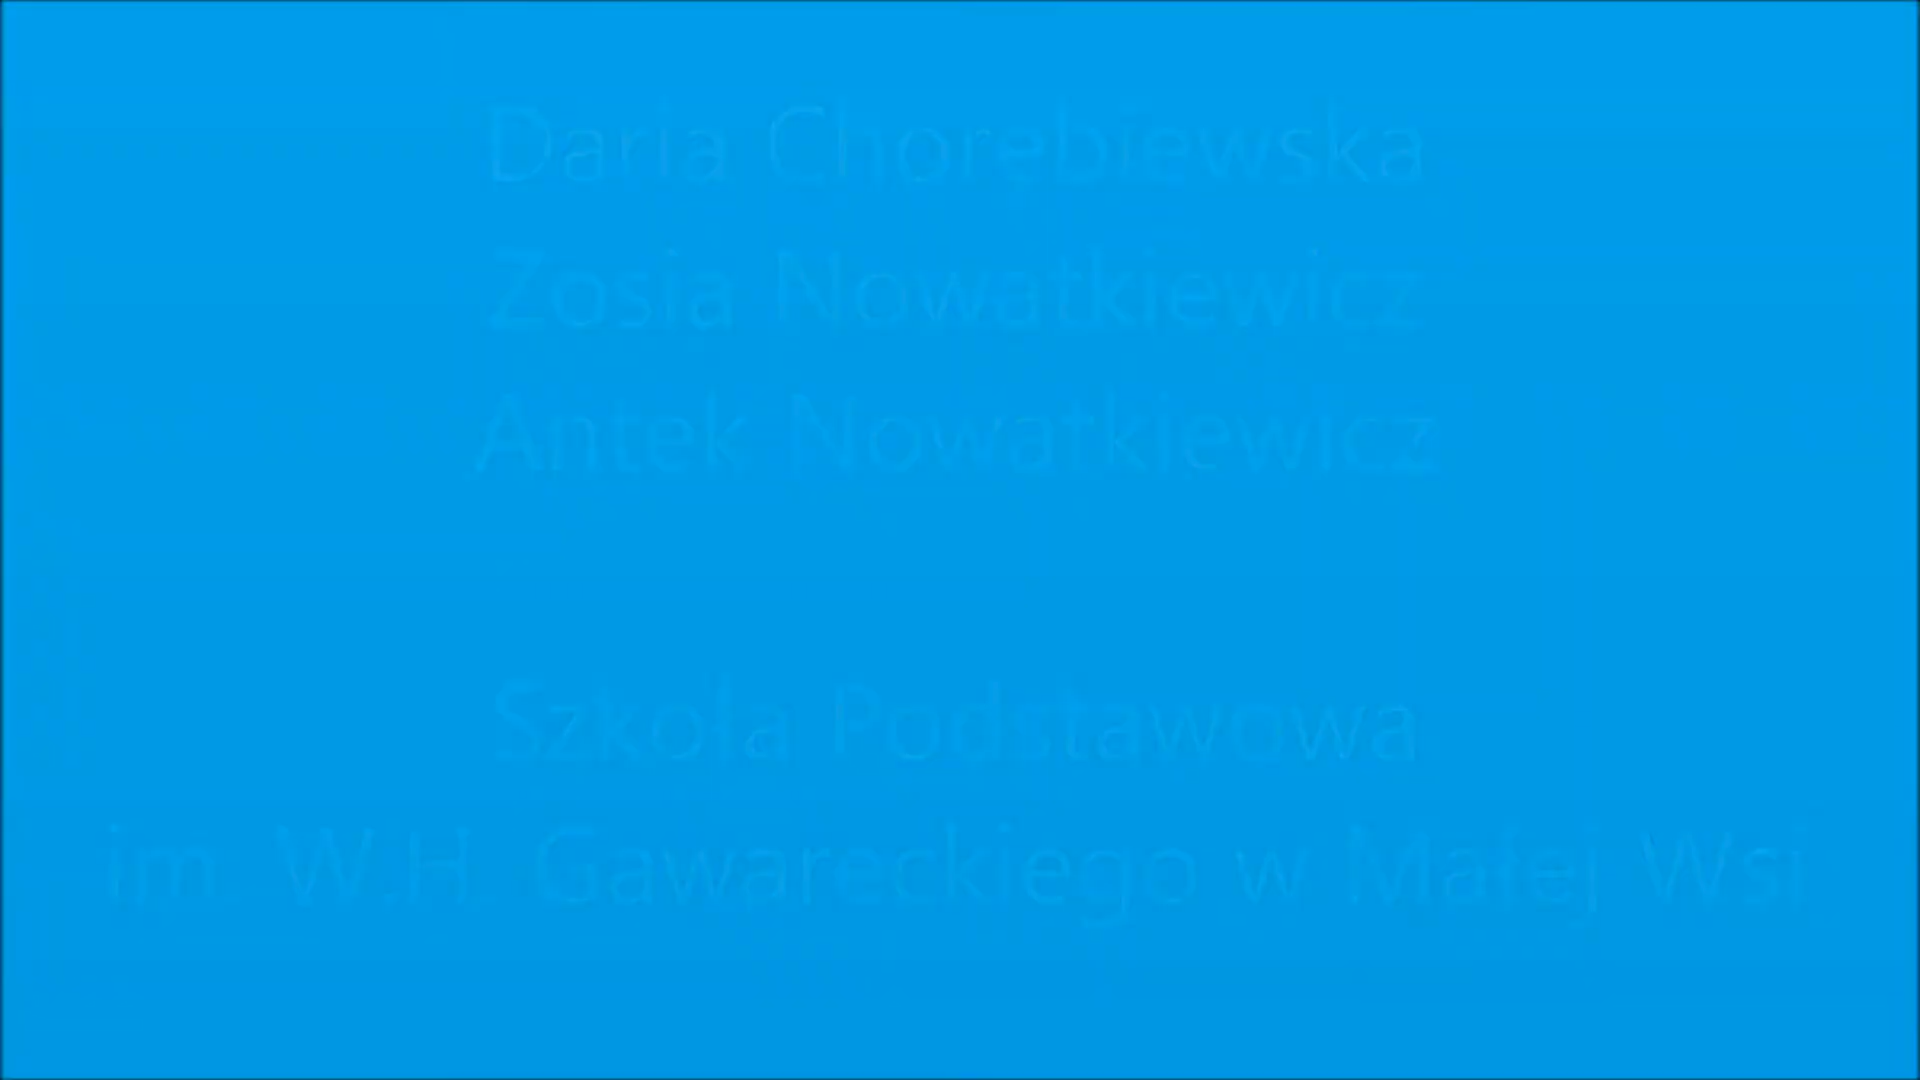 Daria Chorębiewska
Zosia Nowatkiewicz
Antek Nowatkiewicz
Szkoła Podstawowa
im. W.H. Gawareckiego w Małej Wsi